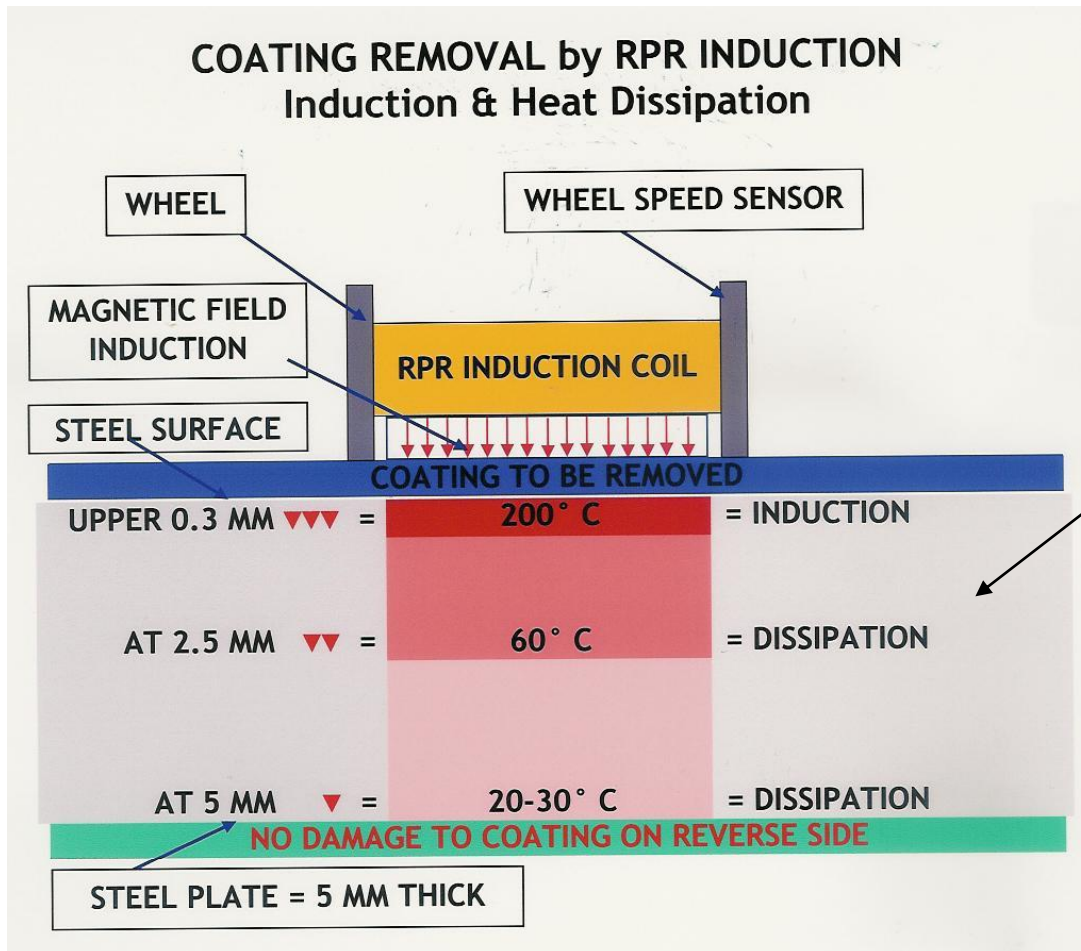 COATING REMOVAL by RPR INDUCTION
Induction & Heat Dissipation
WHEEL
WHEEL SPEED SENSOR
MAGNETIC FIELD
INDUCTION
RPR INDUCTION COIL
STEEL SURFACE
COATING TO BE REMOVED
UPPER 0.3 MM ▼▼▼ = 200° C = INDUCTION
AT 2.5 MM ▼▼ = 60° C = DISSIPATION
AT 5 MM ▼ = 20-30° C = DISSIPATION
NO DAMAGE TO COATING ON REVERSE SIDE
STEEL PLATE = 5 MM THICK